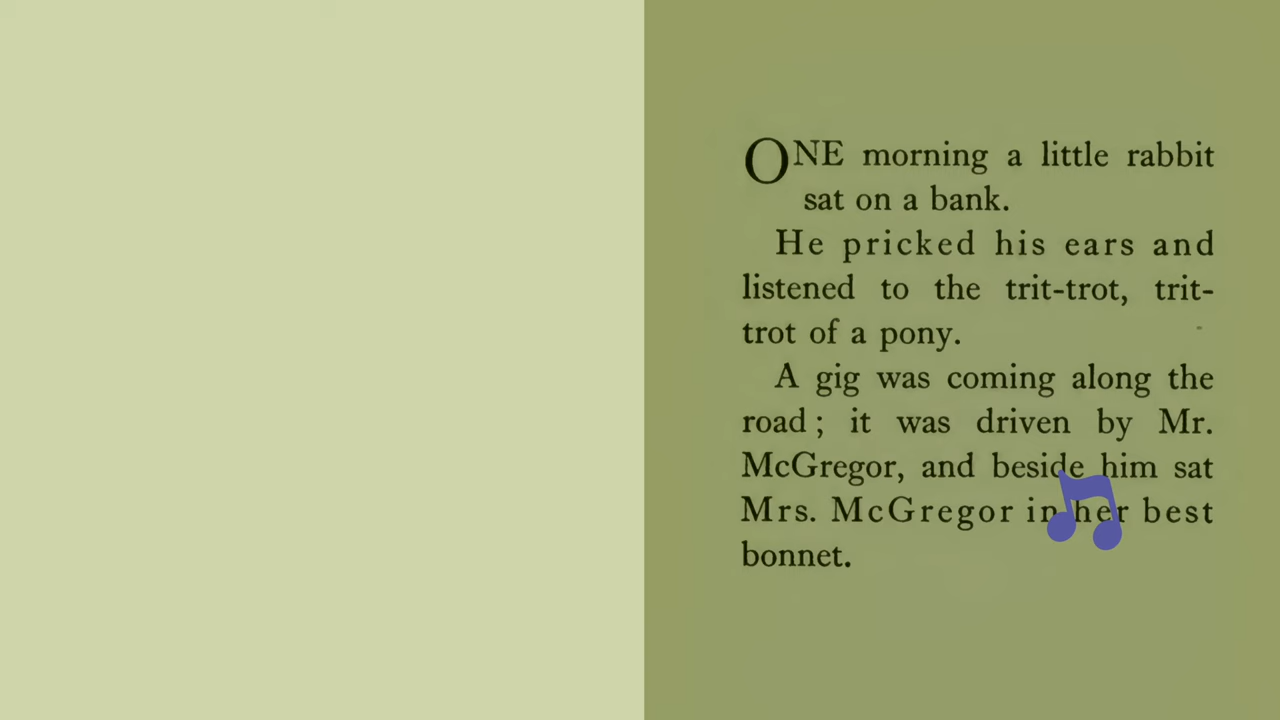 ONE morning a little rabbit
sat on a bank.
He pricked his ears and
listened to the trit-trot, trit-
trot of a pony.
A gig was coming along the
road; it was driven by Mr.
McGregor, and beside him sat
Mrs. McGregor in her best
bonnet.